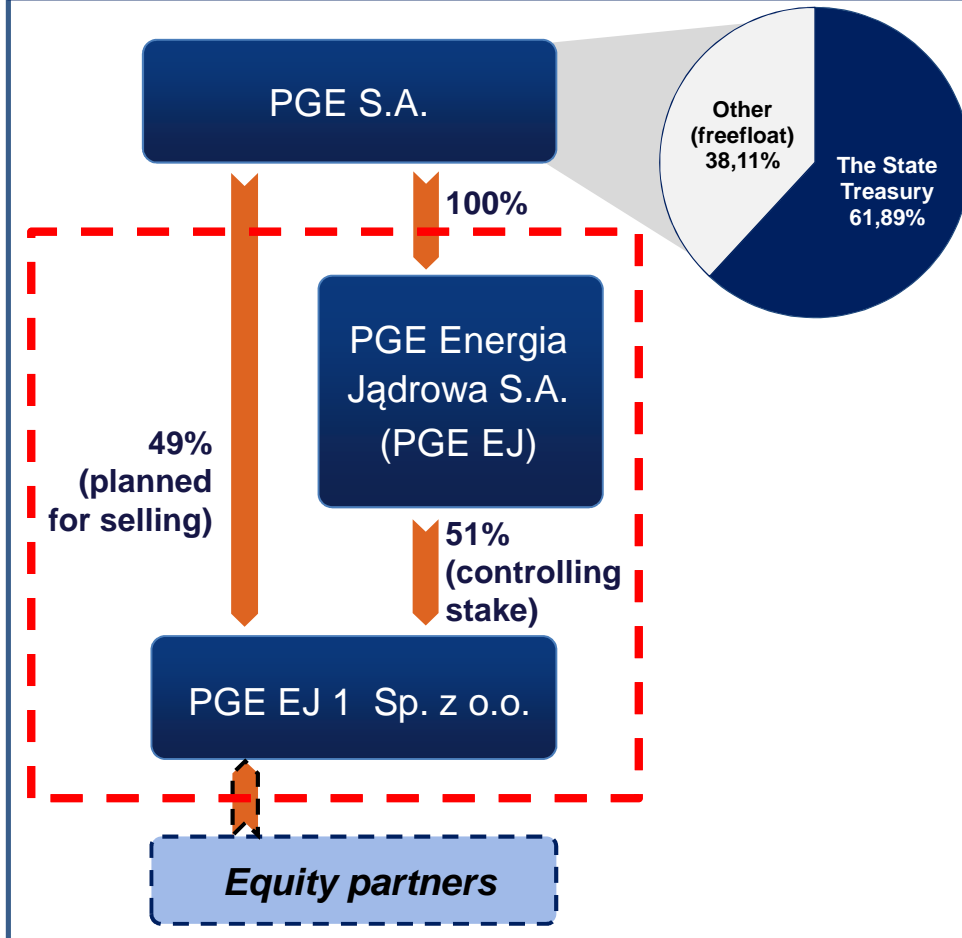 PGE S.A.
Other
(freefloat)
38,11%
The State
Treasury
61,89%
100%
PGE Energia
Jądrowa S.A.
(PGE EJ)
49%
(planned
for selling)
51%
(controlling
stake)
PGE EJ 1 Sp. z o.o.
Equity partners